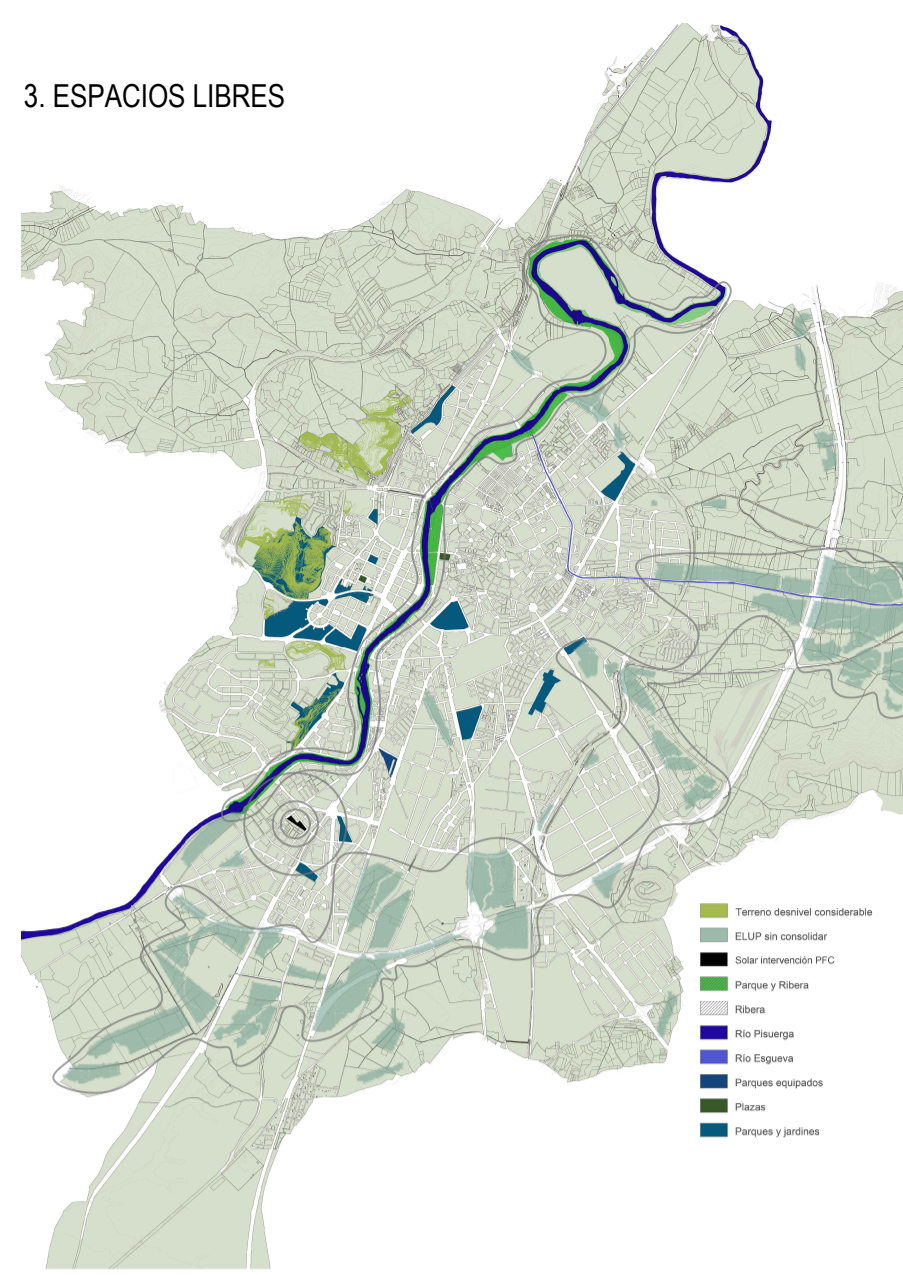 3. ESPACIOS LIBRES
Terreno desnivel considerable
ELUP sin consolidar
Solar intervención PFC
Parque y Ribera
Ribera
Río Pisuerga
Río Esgueva
Parques equipados
Plazas
Parques y jardines